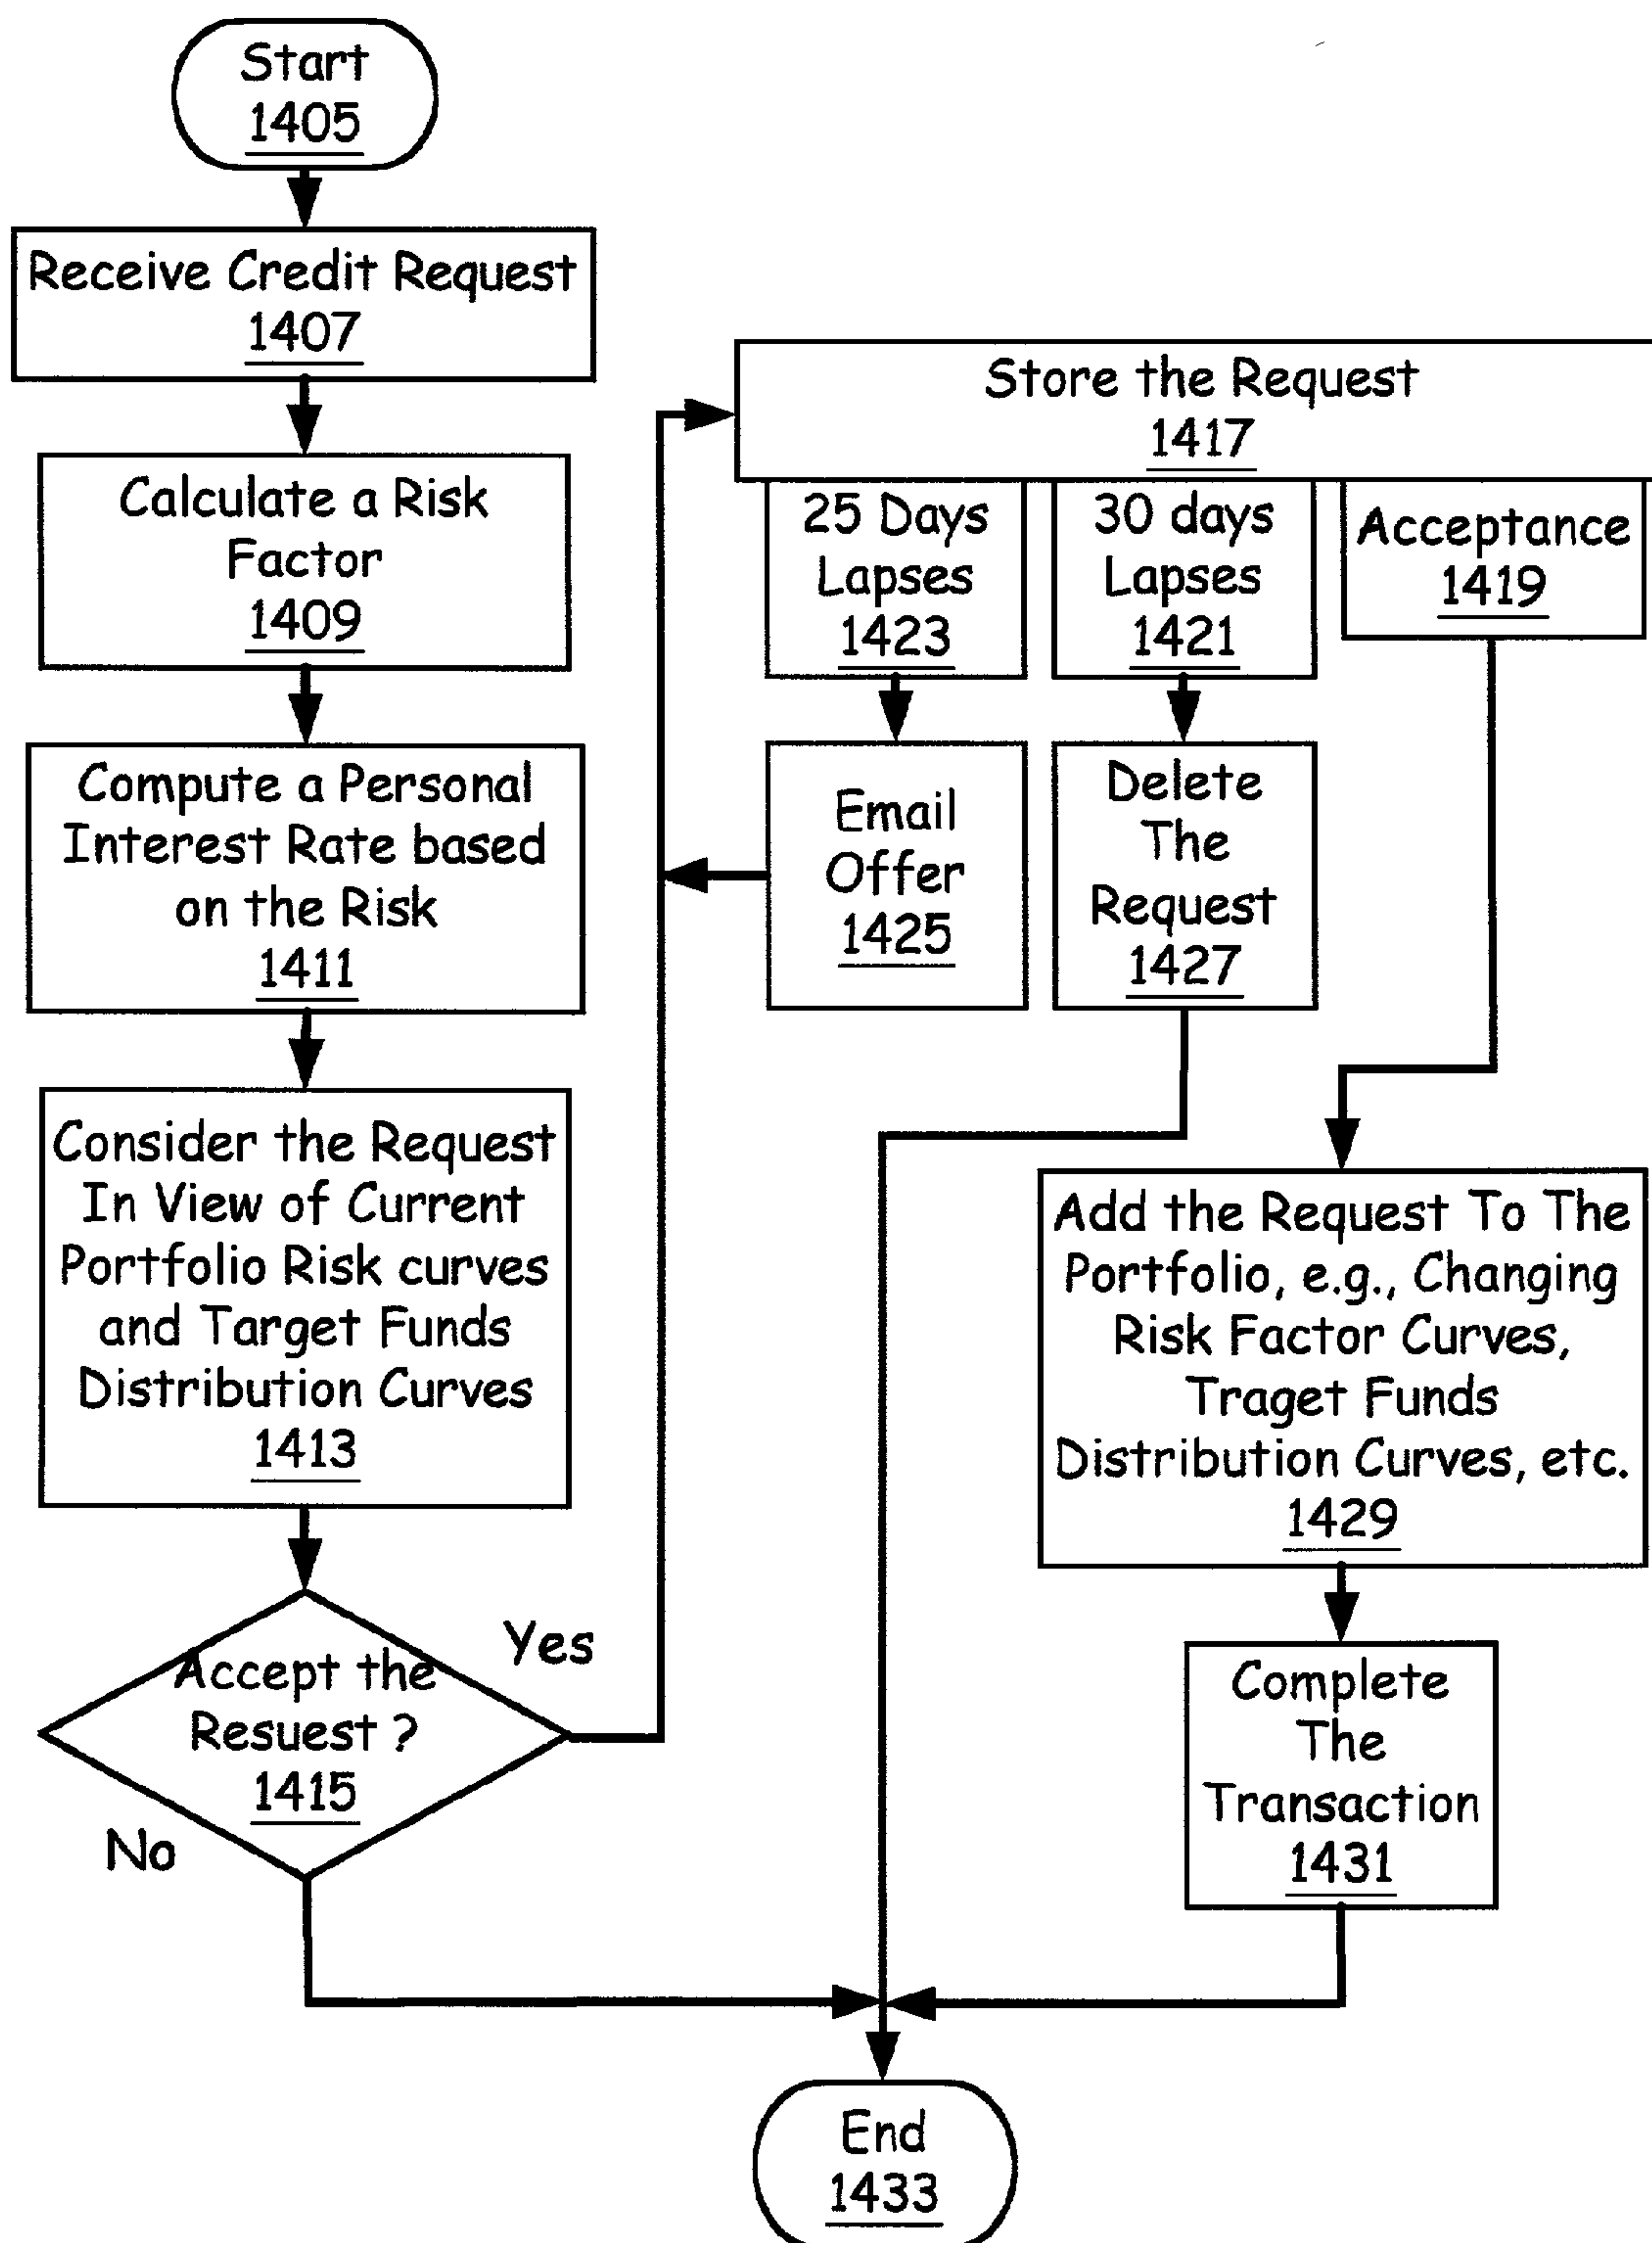 Start
1405
Receive Credit Request
1407
Calculate a Risk
Factor
1409
Compute a Personal
Interest Rate based
on the Risk
1411
Consider the Request
In View of Current
Portfolio Risk curves
and Target Funds
Distribution Curves
1413
Accept the
Resuest ?
1415
Yes
No
Store the Request
1417
25 Days
Lapses
1423
30 days
Lapses
1421
Acceptance
1419
Email
Offer
1425
Delete
The
Request
1427
Add the Request To The
Portfolio, e.g., Changing
Risk Factor Curves,
Traget Funds
Distribution Curves, etc.
1429
Complete
The
Transaction
1431
End
1433